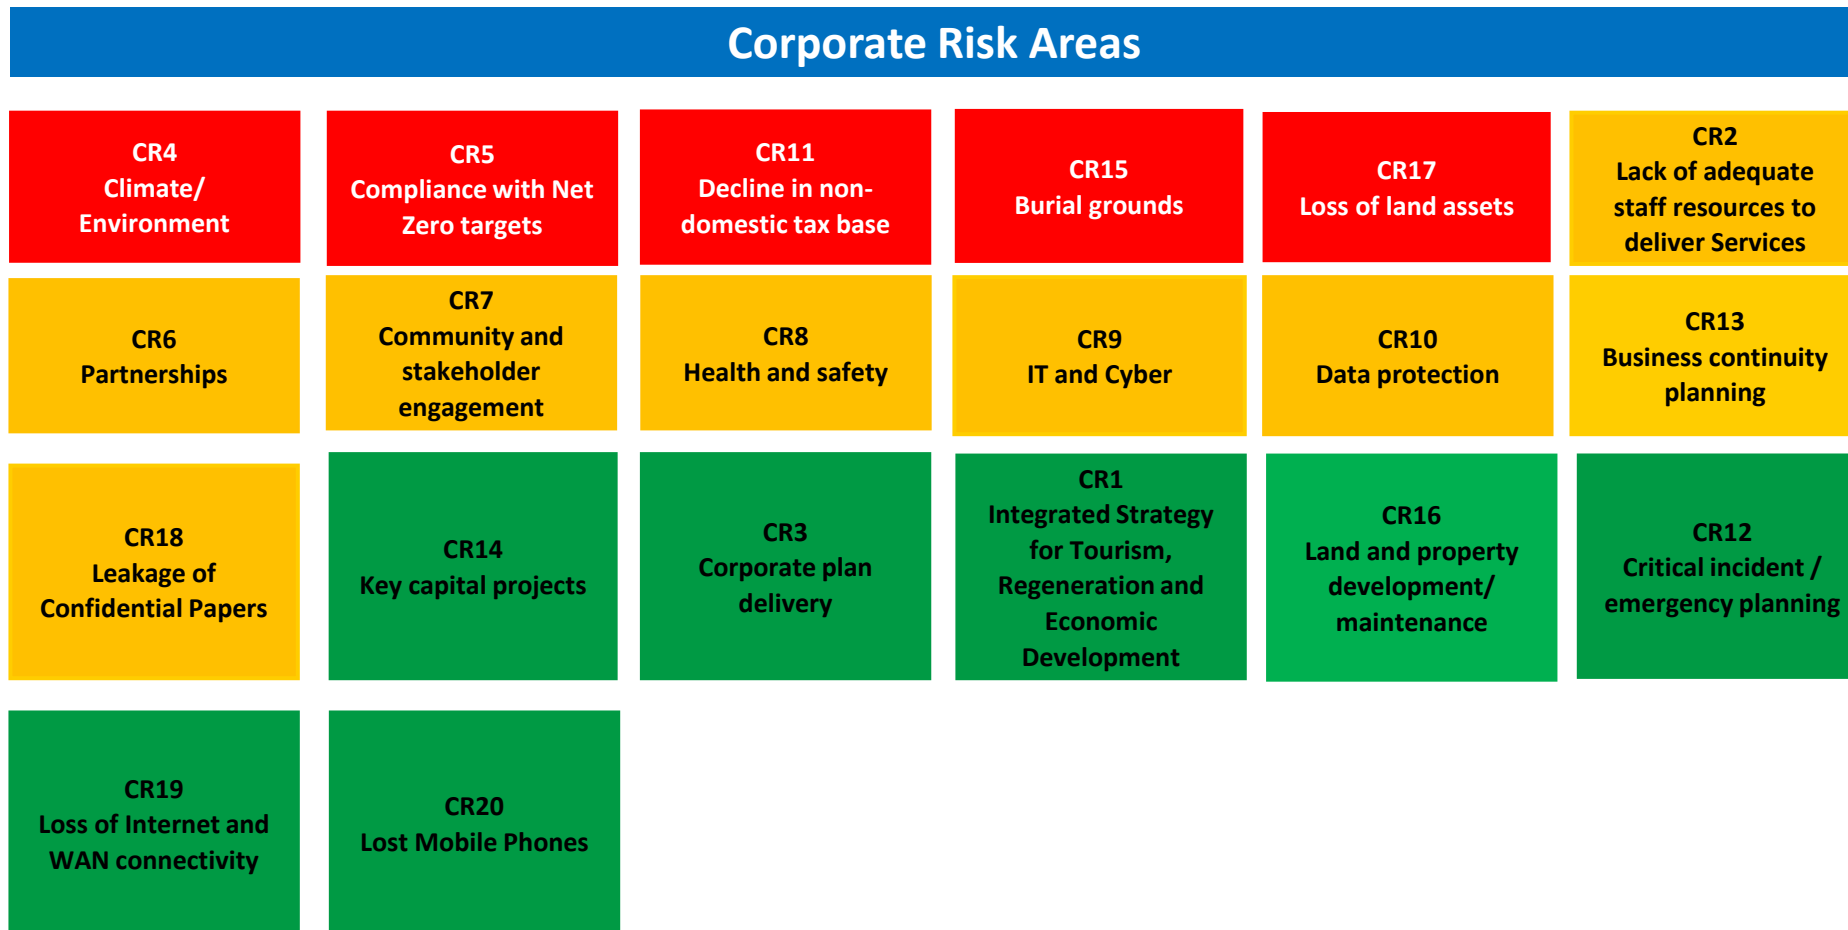 Corporate Risk Areas
CR4
Climate/
Environment
CR5
Compliance with Net
Zero targets
CR11
Decline in non-
domestic tax base
CR15
Burial grounds
CR17
Loss of land assets
CR2
Lack of adequate
staff resources to
deliver Services
CR6
Partnerships
CR7
Community and
stakeholder
engagement
CR8
Health and safety
CR9
IT and Cyber
CR10
Data protection
CR13
Business continuity
planning
CR18
Leakage of
Confidential Papers
CR14
Key capital projects
CR3
Corporate plan
delivery
CR1
Integrated Strategy
for Tourism,
Regeneration and
Economic
Development
CR16
Land and property
development/
maintenance
CR12
Critical incident /
emergency planning
CR19
Loss of Internet and
WAN connectivity
CR20
Lost Mobile Phones